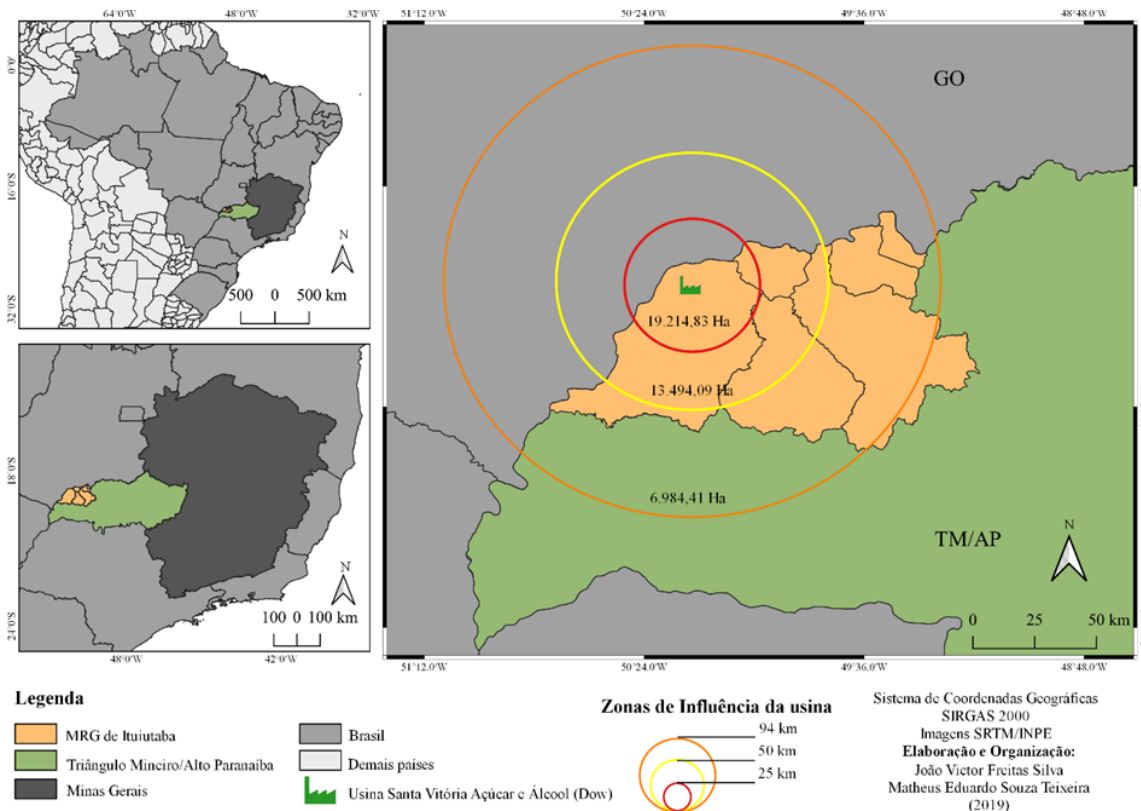 64°0'W 48°0'W 32°0'W
0°0'
16°0'S
32°0'S
N
500 0 500 km
18°0'S
24°0'S
N
100 0 100 km
48°0'W 42°0'W
51°12.0'W 50°24.0'W 49°36.0'W 48°48.0'W
GO
19.214,83 Ha
13.494,09 Ha
6.984,41 Ha
TM/AP
N
0 25 50 km
51°12.0'W 50°24.0'W 49°36.0'W 48°48.0'W
Legenda
MRG de Ituiutaba
Triângulo Mineiro/Alto Paranaíba
Minas Gerais
Brasil
Demais países
Usina Santa Vitória Açúcar e Álcool (Dow)
Zonas de Influência da usina
94 km
50 km
25 km
Sistema de Coordenadas Geográficas
SIRGAS 2000
Imagens SRTM/INPE
Elaboração e Organização:
João Victor Freitas Silva
Matheus Eduardo Souza Teixeira
(2019)